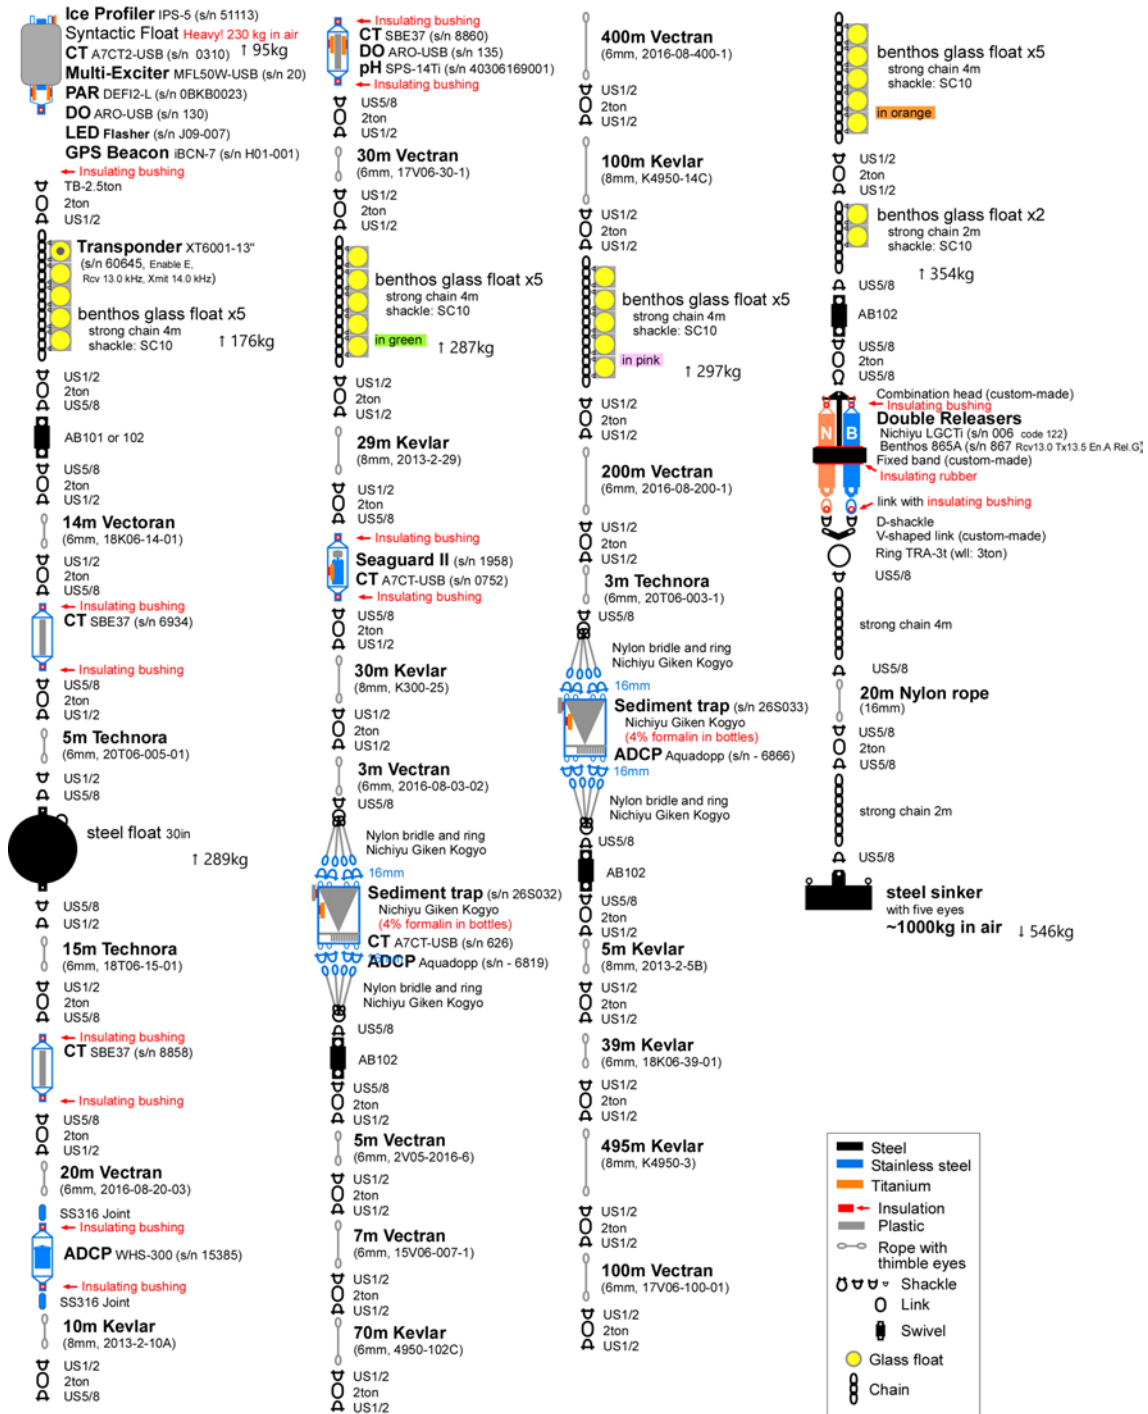 Ice Profiler IPS-5 (s/n 51113)
Syntactic Float Heavy! 230 kg in air
CT A7CT2-USB (s/n 0310) ↑ 95kg
Multi-Exciter MFL50W-USB (s/n 20)
PAR DEFI2-L (s/n 0BKB0023)
DO ARO-USB (s/n 130)
LED Flasher (s/n J09-007)
GPS Beacon iBCN-7 (s/n H01-001)
← Insulating bushing
TB-2.5ton
2ton
US1/2
Transponder XT6001-13"
(s/n 60645, Enable E,
Rcv 13.0 kHz, Xmit 14.0 kHz)
benthos glass float x5
strong chain 4m
shackle: SC10
↑ 176kg
US1/2
2ton
US5/8
AB101 or 102
US5/8
2ton
US1/2
14m Vectoran
(6mm, 18K06-14-01)
US1/2
2ton
US5/8
← Insulating bushing
CT SBE37 (s/n 6934)
← Insulating bushing
US5/8
2ton
US1/2
5m Technora
(6mm, 20T06-005-01)
US1/2
US5/8
steel float 30in
↑ 289kg
US5/8
US1/2
15m Technora
(6mm, 18T06-15-01)
US1/2
2ton
US5/8
← Insulating bushing
CT SBE37 (s/n 8858)
← Insulating bushing
US5/8
2ton
US1/2
20m Vectran
(6mm, 2016-08-20-03)
SS316 Joint
← Insulating bushing
ADCP WHS-300 (s/n 15385)
← Insulating bushing
SS316 Joint
10m Kevlar
(8mm, 2013-2-10A)
US1/2
2ton
US5/8
← Insulating bushing
CT SBE37 (s/n 8860)
DO ARO-USB (s/n 135)
pH SPS-14Ti (s/n 40306169001)
← Insulating bushing
US5/8
2ton
US1/2
30m Vectran
(6mm, 17V06-30-1)
US1/2
2ton
US1/2
benthos glass float x5
strong chain 4m
shackle: SC10
in green
↑ 287kg
US1/2
2ton
US1/2
29m Kevlar
(8mm, 2013-2-29)
US1/2
2ton
US5/8
← Insulating bushing
Seaguard II (s/n 1958)
CT A7CT-USB (s/n 0752)
← Insulating bushing
US5/8
2ton
US1/2
30m Kevlar
(8mm, K300-25)
US1/2
2ton
US1/2
3m Vectran
(6mm, 2016-08-03-02)
US5/8
Nylon bridle and ring
Nichiyu Giken Kogyo
16mm
Sediment trap (s/n 26S032)
Nichiyu Giken Kogyo
(4% formalin in bottles)
CT A7CT-USB (s/n 626)
16mm
ADCP Aquadopp (s/n - 6819)
Nylon bridle and ring
Nichiyu Giken Kogyo
US5/8
AB102
US5/8
2ton
US1/2
5m Vectran
(6mm, 2V05-2016-6)
US1/2
2ton
US1/2
7m Vectran
(6mm, 15V06-007-1)
US1/2
2ton
US1/2
70m Kevlar
(6mm, 4950-102C)
US1/2
2ton
US1/2
400m Vectran
(6mm, 2016-08-400-1)
US1/2
2ton
US1/2
100m Kevlar
(8mm, K4950-14C)
US1/2
2ton
US1/2
benthos glass float x5
strong chain 4m
shackle: SC10
in pink
↑ 297kg
US1/2
2ton
US1/2
200m Vectran
(6mm, 2016-08-200-1)
US1/2
2ton
US1/2
3m Technora
(6mm, 20T06-003-1)
US5/8
Nylon bridle and ring
Nichiyu Giken Kogyo
16mm
Sediment trap (s/n 26S033)
Nichiyu Giken Kogyo
(4% formalin in bottles)
ADCP Aquadopp (s/n - 6866)
16mm
Nylon bridle and ring
Nichiyu Giken Kogyo
US5/8
AB102
US5/8
2ton
US1/2
5m Kevlar
(8mm, 2013-2-5B)
US1/2
2ton
US1/2
39m Kevlar
(6mm, 18K06-39-01)
US1/2
2ton
US1/2
495m Kevlar
(8mm, K4950-3)
US1/2
2ton
US1/2
100m Vectran
(6mm, 17V06-100-01)
US1/2
2ton
US1/2
benthos glass float x5
strong chain 4m
shackle: SC10
in orange
US1/2
2ton
US1/2
benthos glass float x2
strong chain 2m
shackle: SC10
↑ 354kg
US5/8
AB102
US5/8
2ton
US5/8
Combination head (custom-made)
← Insulating bushing
N B
Double Releasers
Nichiyu LGCTi (s/n 006 code 122)
Benthos 865A (s/n 867 Rcv13.0 Tx13.5 En.A Rel.G)
Fixed band (custom-made)
Insulating rubber
link with insulating bushing
D-shackle
V-shaped link (custom-made)
Ring TRA-3t (wll: 3ton)
US5/8
strong chain 4m
US5/8
20m Nylon rope
(16mm)
US5/8
2ton
US5/8
strong chain 2m
US5/8
steel sinker
with five eyes
~1000kg in air ↓ 546kg
Steel
Stainless steel
Titanium
← Insulation
Plastic
Rope with
thimble eyes
Shackle
Link
Swivel
Glass float
Chain